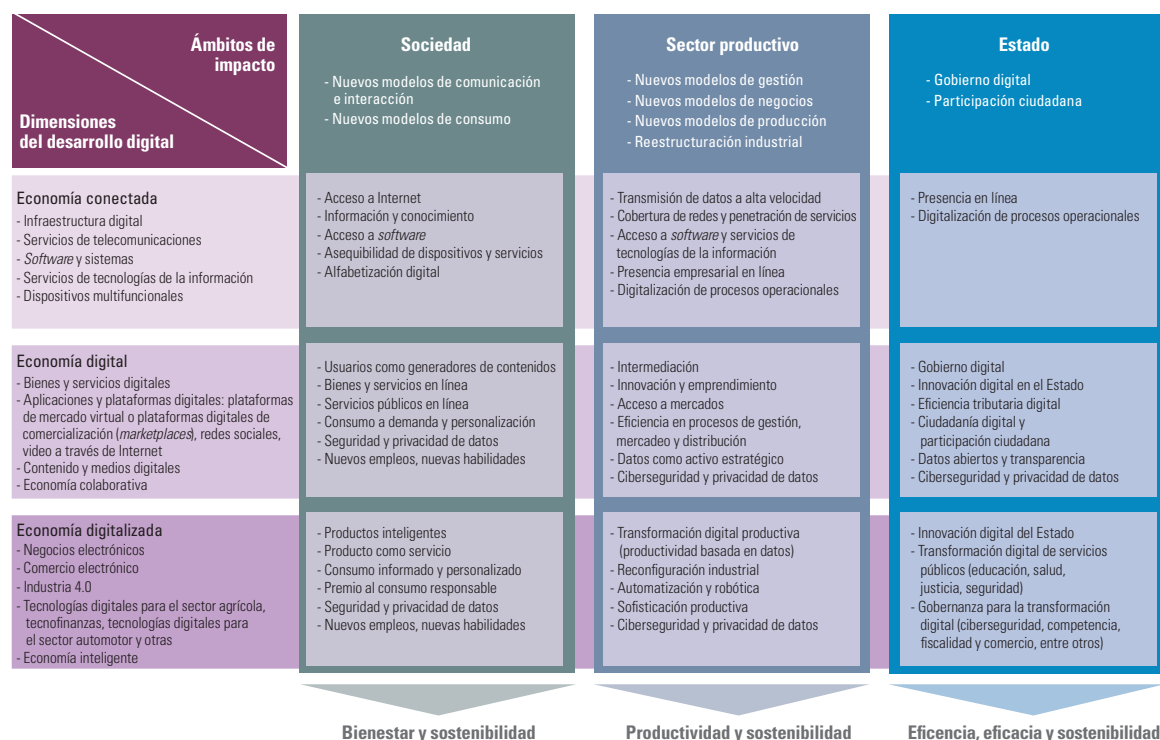 Ámbitos de
impacto
Dimensiones
del desarrollo digital
Sociedad
- Nuevos modelos de comunicación
e interacción
- Nuevos modelos de consumo
Sector productivo
- Nuevos modelos de gestión
- Nuevos modelos de negocios
- Nuevos modelos de producción
- Reestructuración industrial
Estado
- Gobierno digital
- Participación ciudadana
Economía conectada
- Infraestructura digital
- Servicios de telecomunicaciones
- Software y sistemas
- Servicios de tecnologías de la información
- Dispositivos multifuncionales
- Acceso a Internet
- Información y conocimiento
- Acceso a software
- Asequibilidad de dispositivos y servicios
- Alfabetización digital
- Transmisión de datos a alta velocidad
- Cobertura de redes y penetración de servicios
- Acceso a software y servicios de
tecnologías de la información
- Presencia empresarial en línea
- Digitalización de procesos operacionales
- Presencia en línea
- Digitalización de procesos operacionales
Economía digital
- Bienes y servicios digitales
- Aplicaciones y plataformas digitales: plataformas
de mercado virtual o plataformas digitales de
comercialización (marketplaces), redes sociales,
video a través de Internet
- Contenido y medios digitales
- Economía colaborativa
- Usuarios como generadores de contenidos
- Bienes y servicios en línea
- Servicios públicos en línea
- Consumo a demanda y personalización
- Seguridad y privacidad de datos
- Nuevos empleos, nuevas habilidades
- Intermediación
- Innovación y emprendimiento
- Acceso a mercados
- Eficiencia en procesos de gestión,
mercadeo y distribución
- Datos como activo estratégico
- Ciberseguridad y privacidad de datos
- Gobierno digital
- Innovación digital en el Estado
- Eficiencia tributaria digital
- Ciudadanía digital y
participación ciudadana
- Datos abiertos y transparencia
- Ciberseguridad y privacidad de datos
Economía digitalizada
- Negocios electrónicos
- Comercio electrónico
- Industria 4.0
- Tecnologías digitales para el sector agrícola,
tecnofinanzas, tecnologías digitales para
el sector automotor y otras
- Economía inteligente
- Productos inteligentes
- Producto como servicio
- Consumo informado y personalizado
- Premio al consumo responsable
- Seguridad y privacidad de datos
- Nuevos empleos, nuevas habilidades
- Transformación digital productiva
(productividad basada en datos)
- Reconfiguración industrial
- Automatización y robótica
- Sofisticación productiva
- Ciberseguridad y privacidad de datos
- Innovación digital del Estado
- Transformación digital de servicios
públicos (educación, salud,
justicia, seguridad)
- Gobernanza para la transformación
digital (ciberseguridad, competencia,
fiscalidad y comercio, entre otros)
Bienestar y sostenibilidad
Productividad y sostenibilidad
Eficencia, eficacia y sostenibilidad